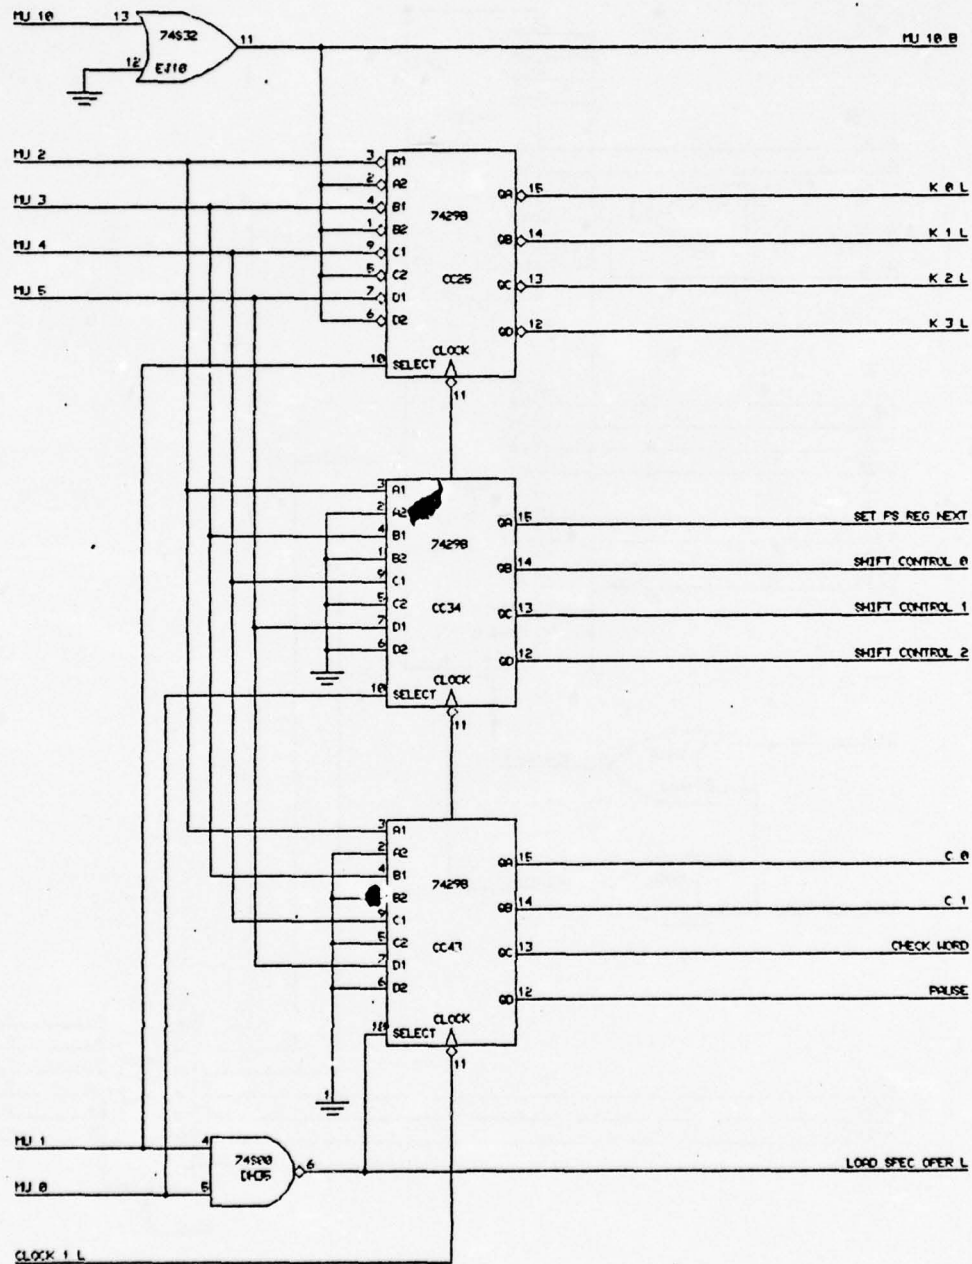 MU 10
13
74S32
11
MU 10 B
12
EJ10
MU 2
3
A1
2
A2
QA
15
K 0 L
MU 3
4
B1
74298
1
B2
QB
14
K 1 L
MU 4
9
C1
5
C2
CC25
QC
13
K 2 L
MU 5
7
D1
6
D2
QD
12
K 3 L
CLOCK
10
SELECT
11
3
A1
2
A2
QA
15
SET PS REG NEXT
4
B1
74298
1
B2
QB
14
SHIFT CONTROL 0
9
C1
5
C2
CC34
QC
13
SHIFT CONTROL 1
7
D1
6
D2
QD
12
SHIFT CONTROL 2
CLOCK
10
SELECT
11
3
A1
2
A2
QA
15
C 0
4
B1
74298
B2
QB
14
C 1
9
C1
5
C2
CC43
QC
13
CHECK WORD
7
D1
6
D2
QD
12
PAUSE
CLOCK
10
SELECT
11
1
MU 1
4
74S00
6
LOAD SPEC OPER L
MU 0
5
CLOCK 1 L